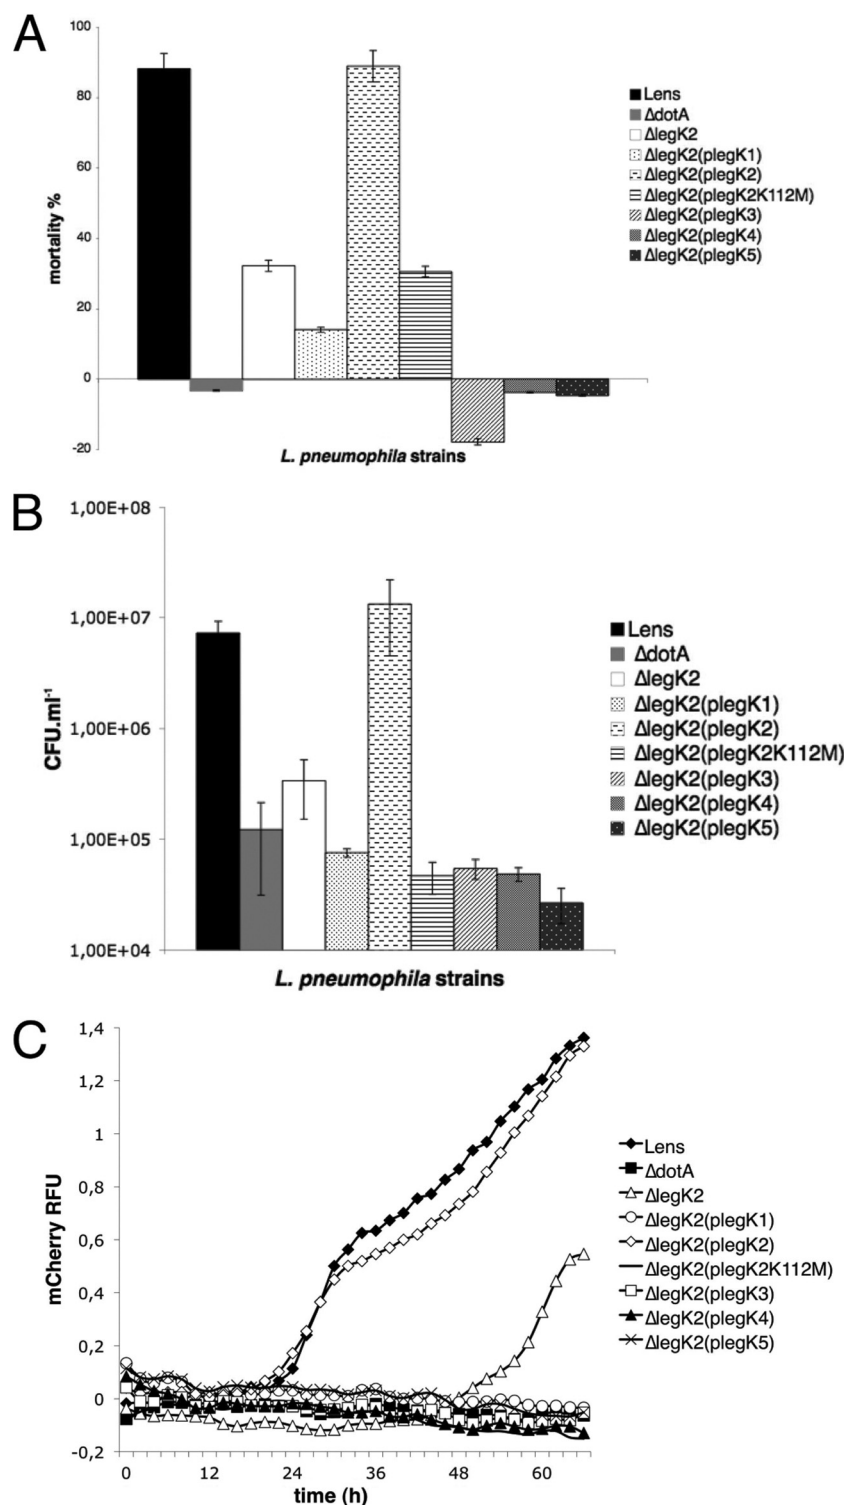 A
100
80
60
40
20
0
-20
mortality %
L. pneumophila strains
Lens
ΔdotA
ΔlegK2
ΔlegK2(plegK1)
ΔlegK2(plegK2)
ΔlegK2(plegK2K112M)
ΔlegK2(plegK3)
ΔlegK2(plegK4)
ΔlegK2(plegK5)
B
1,00E+08
1,00E+07
1,00E+06
1,00E+05
1,00E+04
CFU.ml⁻¹
L. pneumophila strains
Lens
ΔdotA
ΔlegK2
ΔlegK2(plegK1)
ΔlegK2(plegK2)
ΔlegK2(plegK2K112M)
ΔlegK2(plegK3)
ΔlegK2(plegK4)
ΔlegK2(plegK5)
C
1,4
1,2
1
0,8
0,6
0,4
0,2
0
-0,2
mCherry RFU
0 12 24 36 48 60
time (h)
Lens
ΔdotA
ΔlegK2
ΔlegK2(plegK1)
ΔlegK2(plegK2)
ΔlegK2(plegK2K112M)
ΔlegK2(plegK3)
ΔlegK2(plegK4)
ΔlegK2(plegK5)